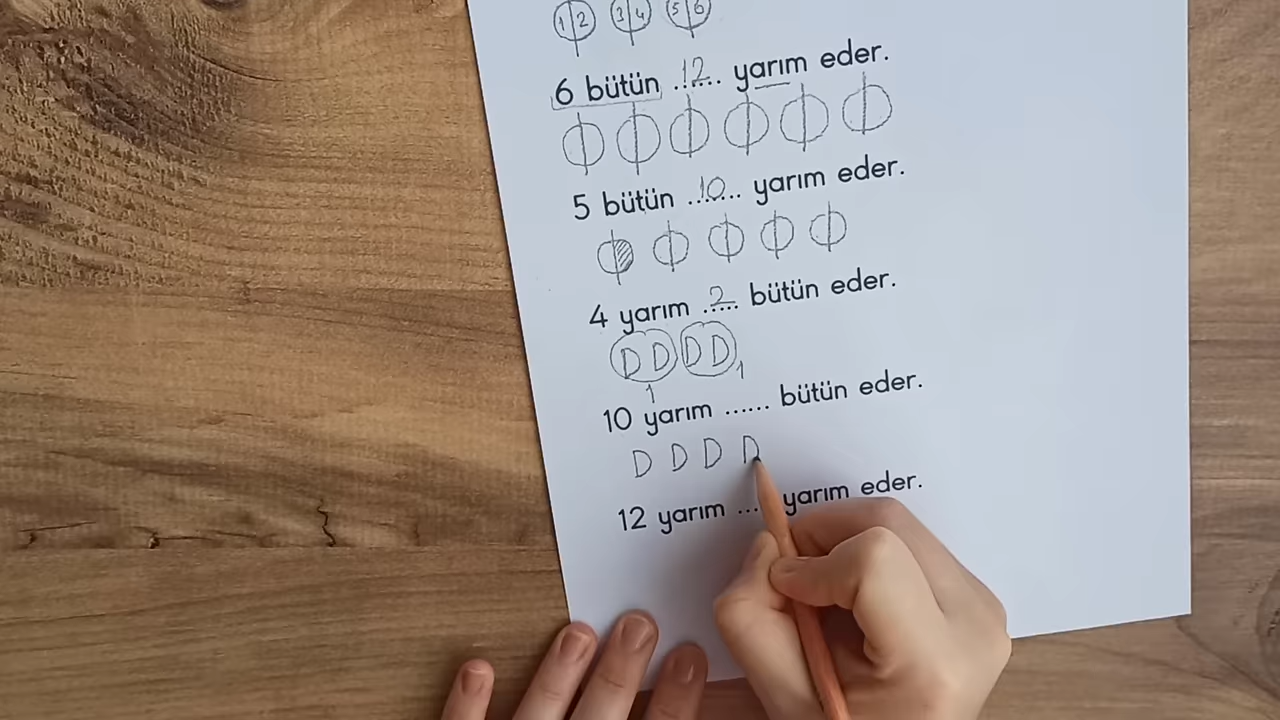 1 2 3 4 5 6
6 bütün 12 yarım eder.
5 bütün 10 yarım eder.
4 yarım 2 bütün eder.
1 1
10 yarım ...... bütün eder.
12 yarım ... yarım eder.